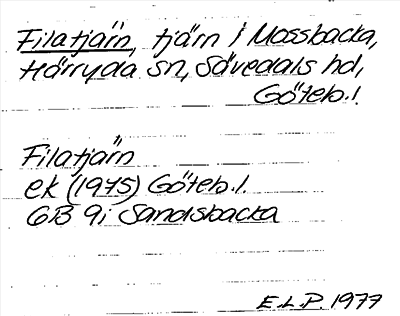 Filatjärn, tjärn i Mossbacka,
Härryda sn, Sävedals hd,
Göteb. l.
Filatjärn
ek (1975) Göteb. l.
6B 9i Sandsbacka
E.L.P. 1977